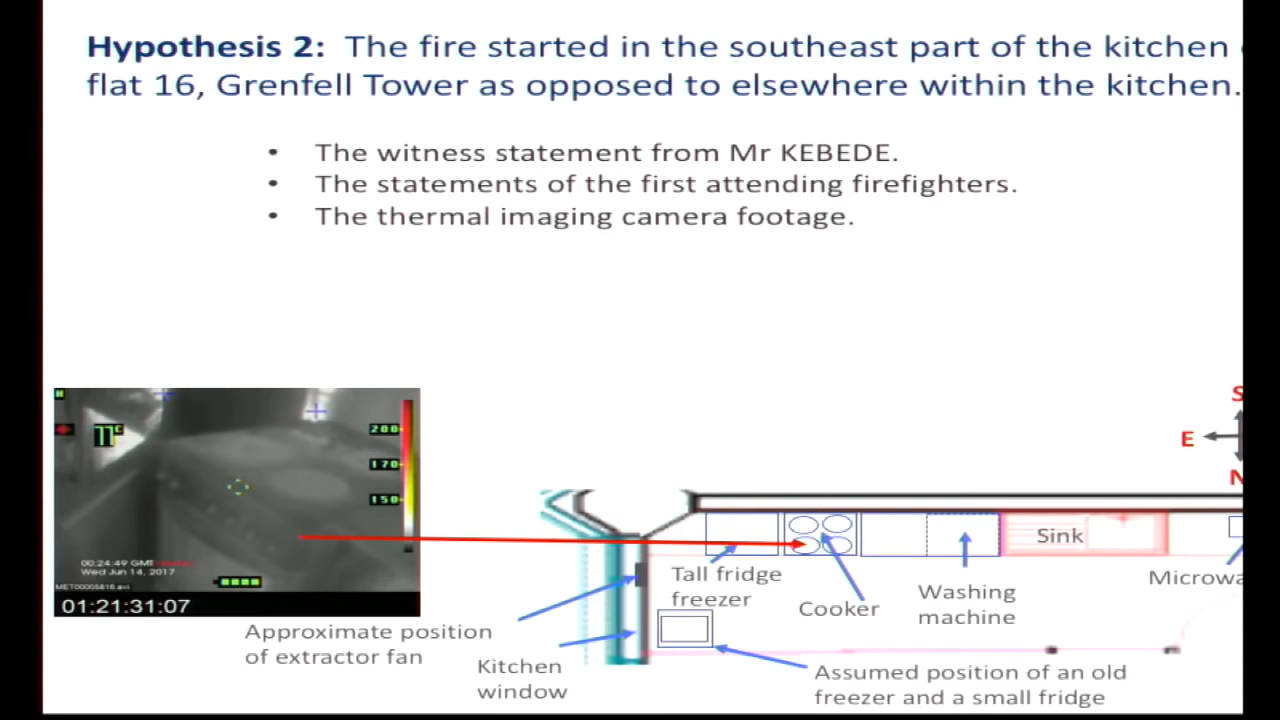 Hypothesis 2: The fire started in the southeast part of the kitchen
flat 16, Grenfell Tower as opposed to elsewhere within the kitchen.
• The witness statement from Mr KEBEDE.
• The statements of the first attending firefighters.
• The thermal imaging camera footage.
S
E
N
200
170
150
00:24:49 GMT
Wed Jun 14, 2017
01:21:31:07
Sink
Tall fridge
freezer
Cooker
Washing
machine
Microwa
Approximate position
of extractor fan
Kitchen
window
Assumed position of an old
freezer and a small fridge